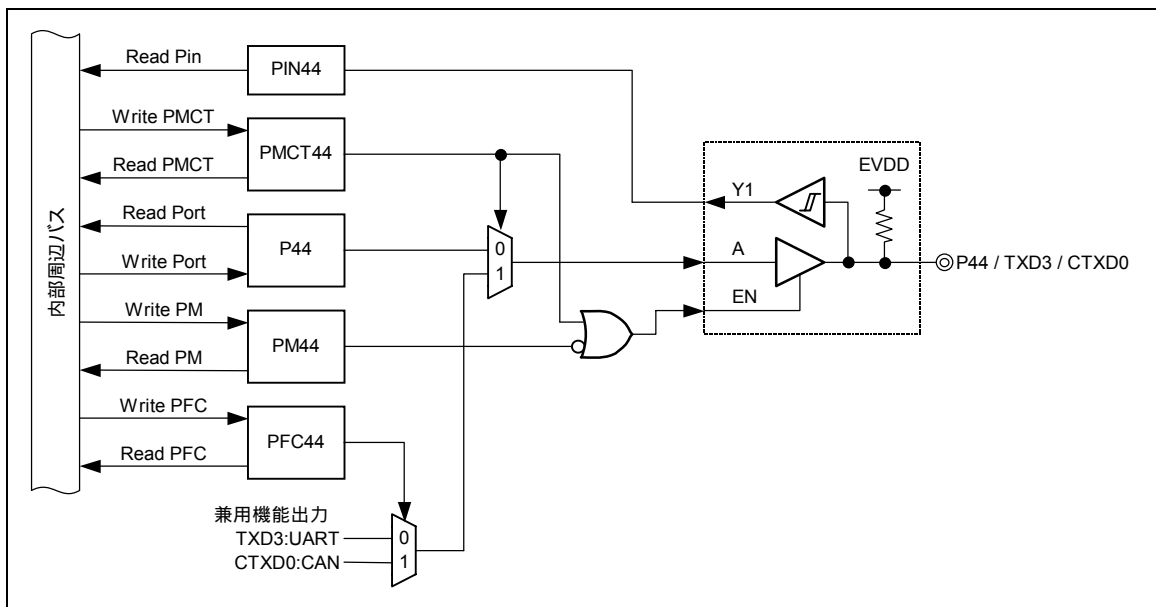 Read Pin
PIN44
Write PMCT
PMCT44
Read PMCT
EVDD
Y1
Read Port
P44
0
1
Write Port
A
P44 / TXD3 / CTXD0
内部周辺バス
EN
Write PM
PM44
Read PM
Write PFC
PFC44
Read PFC
兼用機能出力
TXD3:UART
0
CTXD0:CAN
1